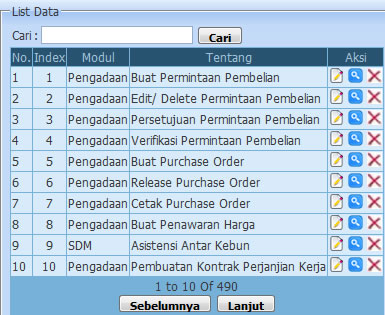 List Data
Cari : Cari
No. Index Modul Tentang Aksi
1 1 Pengadaan Buat Permintaan Pembelian
2 2 Pengadaan Edit/ Delete Permintaan Pembelian
3 3 Pengadaan Persetujuan Permintaan Pembelian
4 4 Pengadaan Verifikasi Permintaan Pembelian
5 5 Pengadaan Buat Purchase Order
6 6 Pengadaan Release Purchase Order
7 7 Pengadaan Cetak Purchase Order
8 8 Pengadaan Buat Penawaran Harga
9 9 SDM Asistensi Antar Kebun
10 10 Pengadaan Pembuatan Kontrak Perjanjian Kerja
1 to 10 Of 490
Sebelumnya Lanjut